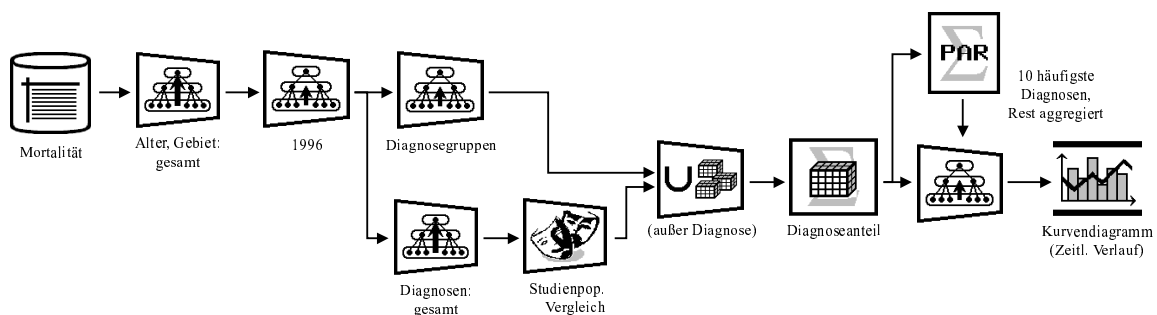 Mortalität
Alter, Gebiet:
gesamt
1996
Diagnosegruppen
Diagnosen:
gesamt
Studienpop.
Vergleich
U
(außer Diagnose)
Σ
Diagnoseanteil
Σ
PAR
10 häufigste
Diagnosen,
Rest aggregiert
Kurvendiagramm
(Zeitl. Verlauf)